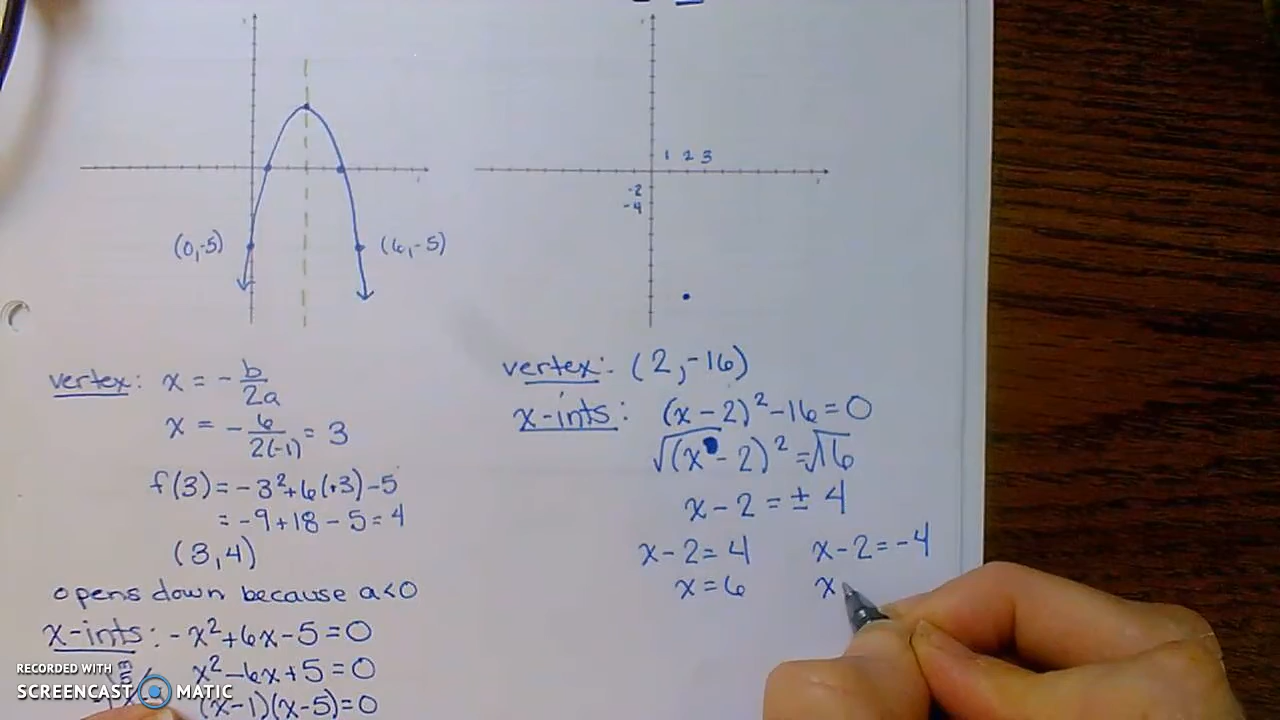 1 2 3
-2
-4
(0,-5)
(6,-5)
vertex: x = - b/2a
x = - 6/2(-1) = 3
f(3) = -3²+6(+3)-5
= -9+18-5=4
(3,4)
opens down because a<0
x-ints: -x²+6x-5=0
x²-6x+5=0
(x-1)(x-5)=0
vertex: (2,-16)
x-ints: (x-2)²-16=0
√(x-2)²=√16
x-2=±4
x-2=4 x-2=-4
x=6 x
RECORDED WITH
SCREENCAST MATIC